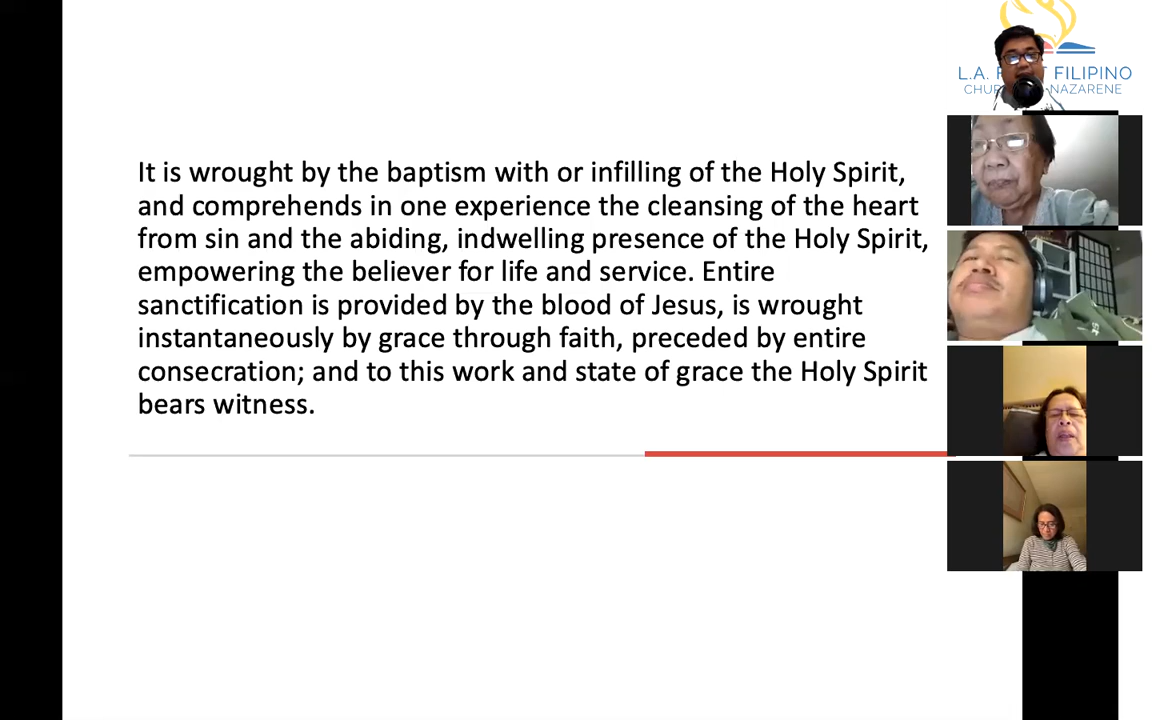 L.A. F T FILIPINO
CHU NAZARENE
It is wrought by the baptism with or infilling of the Holy Spirit,
and comprehends in one experience the cleansing of the heart
from sin and the abiding, indwelling presence of the Holy Spirit,
empowering the believer for life and service. Entire
sanctification is provided by the blood of Jesus, is wrought
instantaneously by grace through faith, preceded by entire
consecration; and to this work and state of grace the Holy Spirit
bears witness.